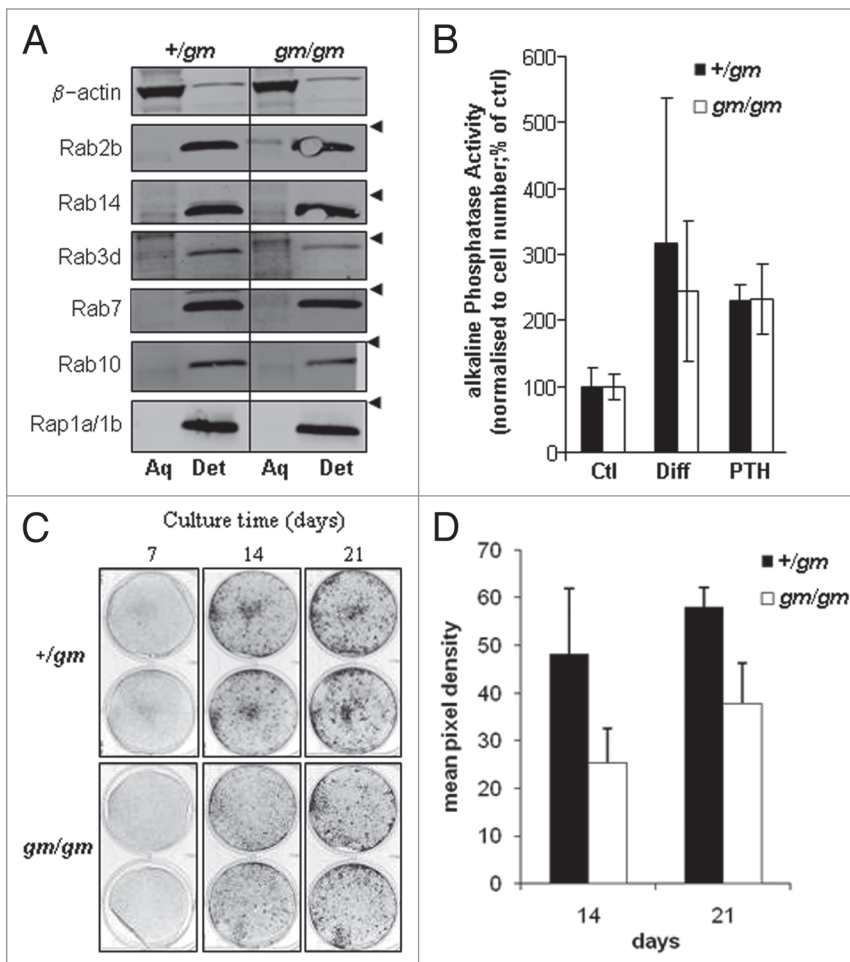 A
+/gm gm/gm
β-actin
Rab2b
Rab14
Rab3d
Rab7
Rab10
Rap1a/1b
Aq Det Aq Det
B
alkaline Phosphatase Activity
(normalised to cell number;% of ctrl)
600
500
400
300
200
100
0
+/gm
gm/gm
Ctl Diff PTH
C
Culture time (days)
7 14 21
+/gm
gm/gm
D
mean pixel density
70
60
50
40
30
20
10
0
+/gm
gm/gm
14 21
days